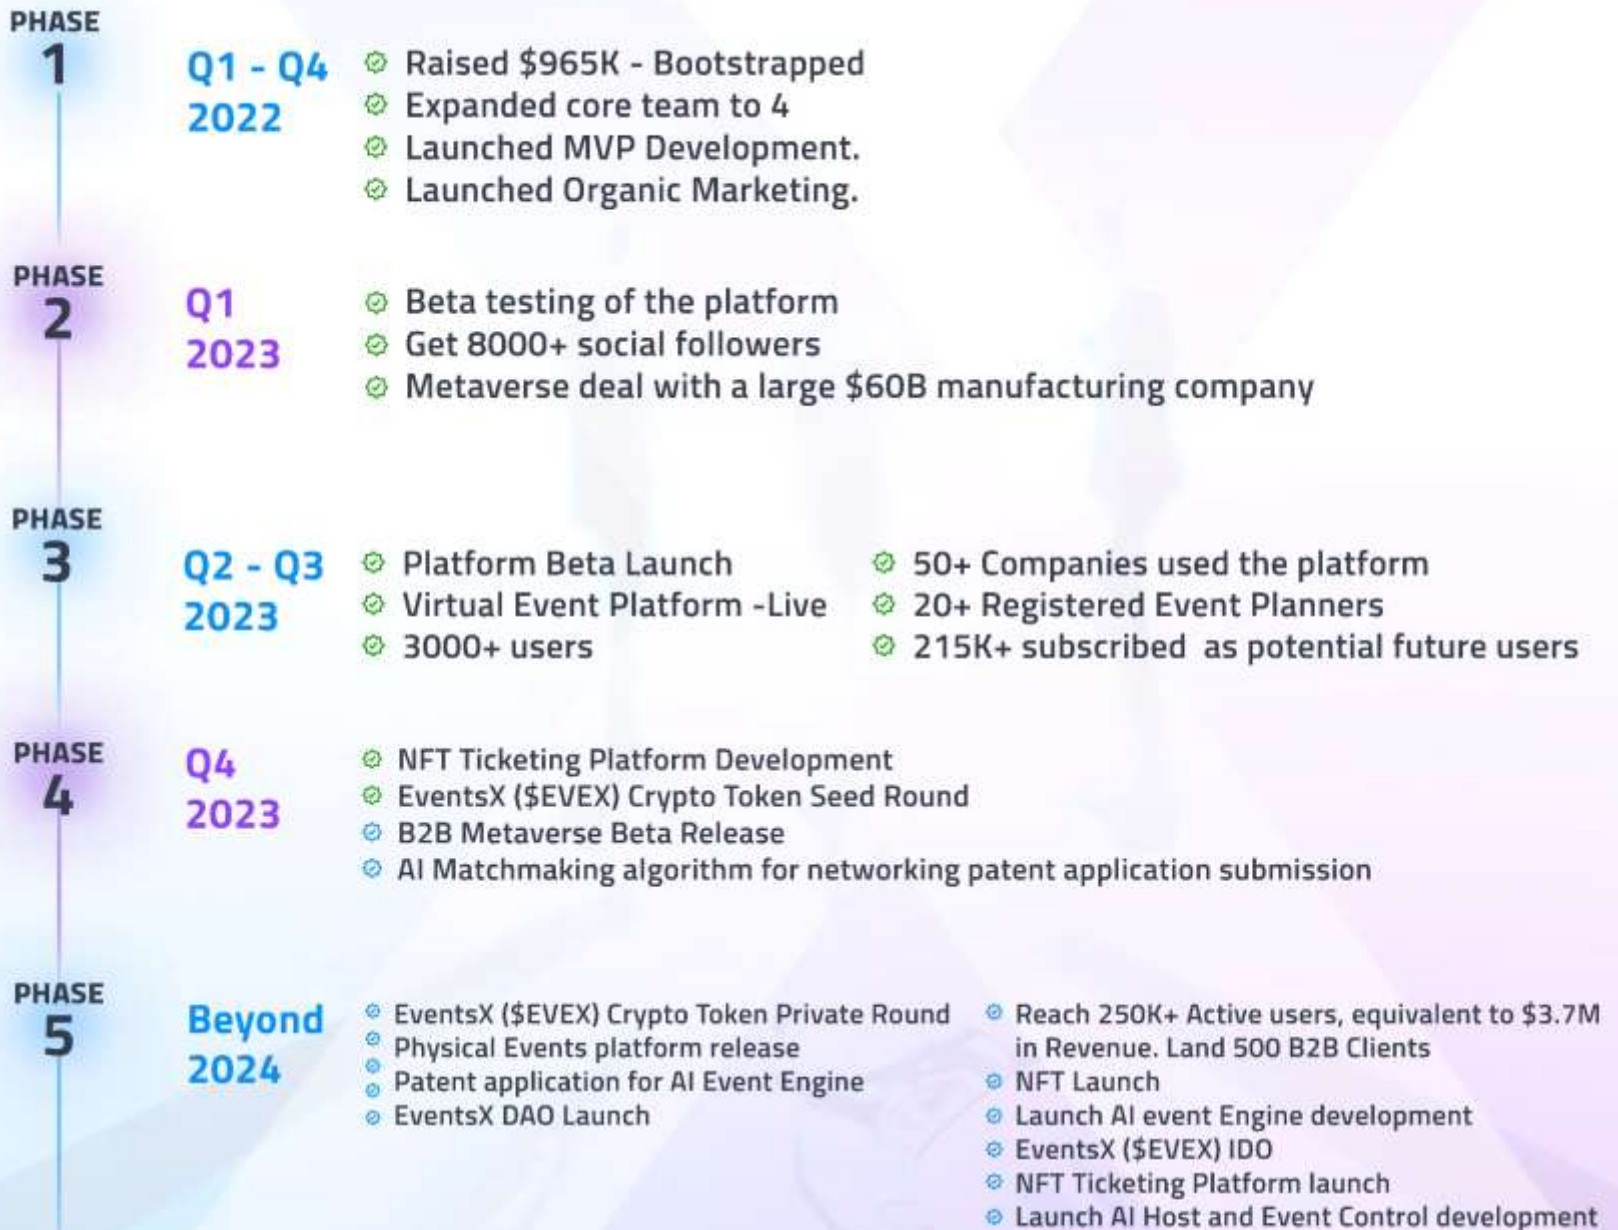 PHASE
1
Q1 - Q4
2022
Raised $965K - Bootstrapped
Expanded core team to 4
Launched MVP Development.
Launched Organic Marketing.
PHASE
2
Q1
2023
Beta testing of the platform
Get 8000+ social followers
Metaverse deal with a large $60B manufacturing company
PHASE
3
Q2 - Q3
2023
Platform Beta Launch
Virtual Event Platform -Live
3000+ users
50+ Companies used the platform
20+ Registered Event Planners
215K+ subscribed as potential future users
PHASE
4
Q4
2023
NFT Ticketing Platform Development
EventsX ($EVEX) Crypto Token Seed Round
B2B Metaverse Beta Release
AI Matchmaking algorithm for networking patent application submission
PHASE
5
Beyond
2024
EventsX ($EVEX) Crypto Token Private Round
Physical Events platform release
Patent application for AI Event Engine
EventsX DAO Launch
Reach 250K+ Active users, equivalent to $3.7M
in Revenue. Land 500 B2B Clients
NFT Launch
Launch AI event Engine development
EventsX ($EVEX) IDO
NFT Ticketing Platform launch
Launch AI Host and Event Control development